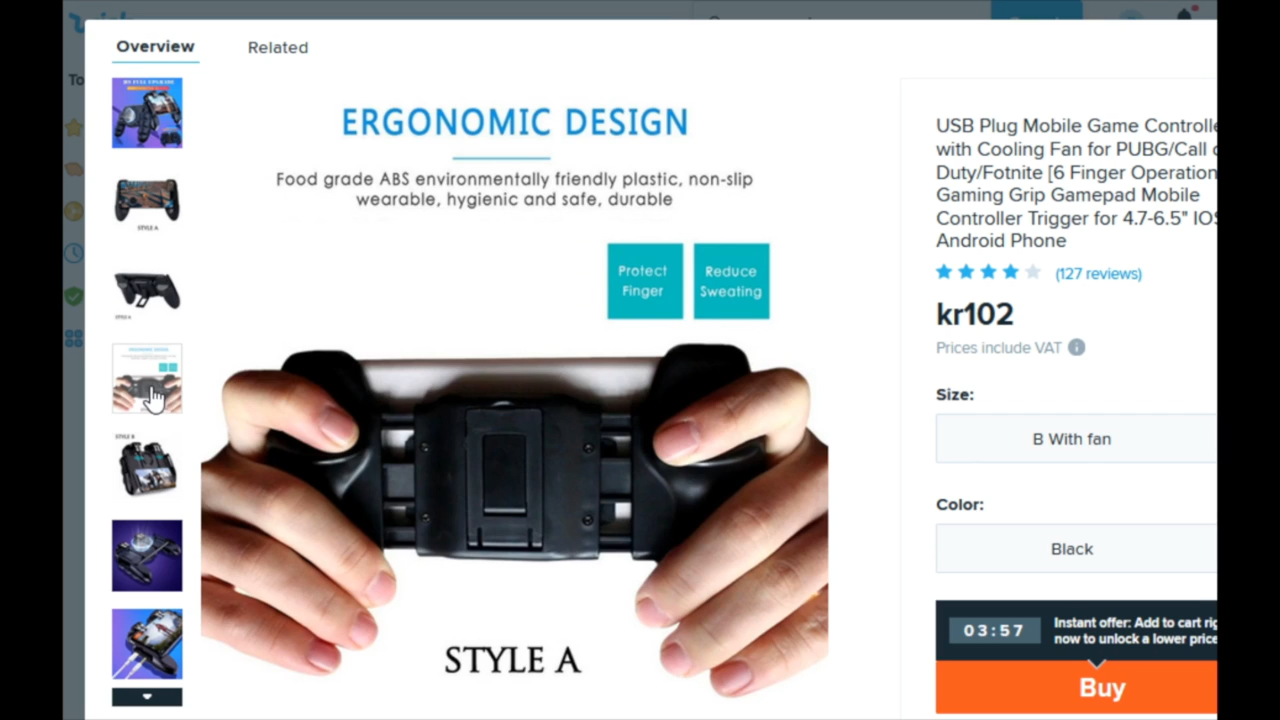 Overview
Related
To
ERGONOMIC DESIGN
Food grade ABS environmentally friendly plastic, non-slip
wearable, hygienic and safe, durable
Protect
Finger
Reduce
Sweating
STYLE A
STYLE A
STYLE A
STYLE B
USB Plug Mobile Game Controlle
with Cooling Fan for PUBG/Call
Duty/Fotnite [6 Finger Operation
Gaming Grip Gamepad Mobile
Controller Trigger for 4.7-6.5" IOS
Android Phone
(127 reviews)
kr102
Prices include VAT
Size:
B With fan
Color:
Black
03:57
Instant offer: Add to cart rig
now to unlock a lower price
Buy